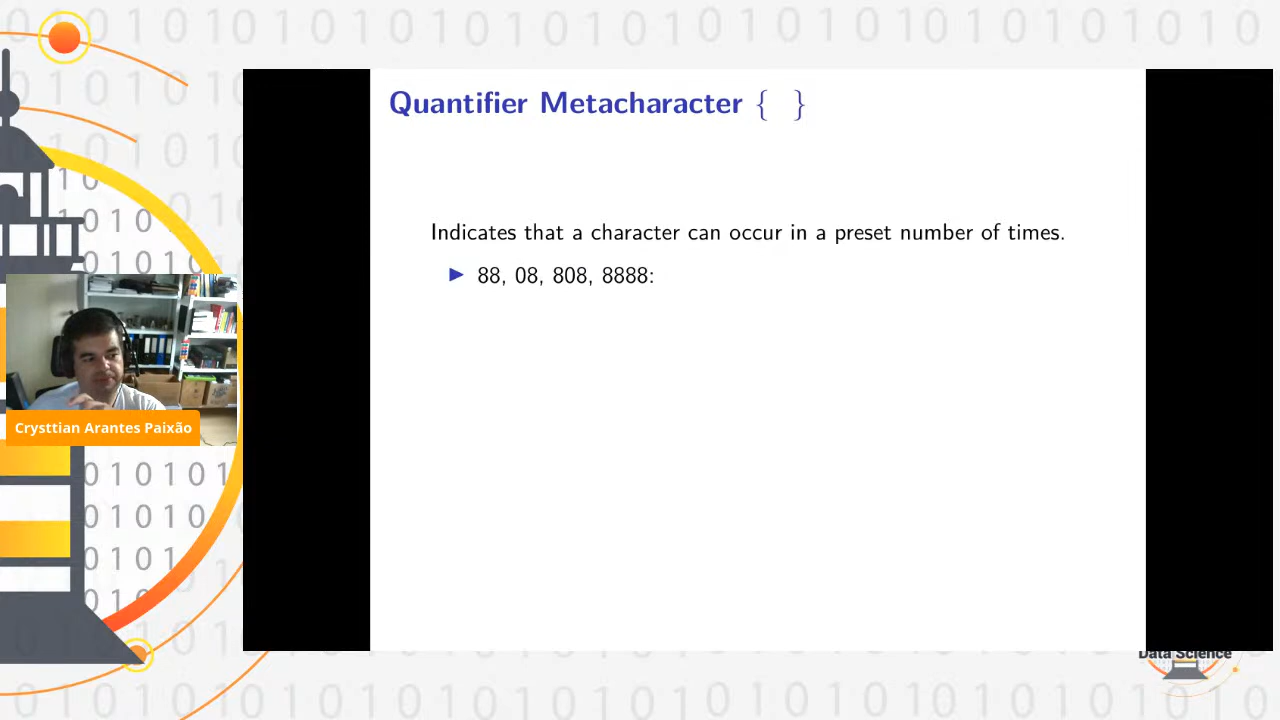 Quantifier Metacharacter { }
Indicates that a character can occur in a preset number of times.
▶ 88, 08, 808, 8888:
Crysttian Arantes Paixão
Data Science